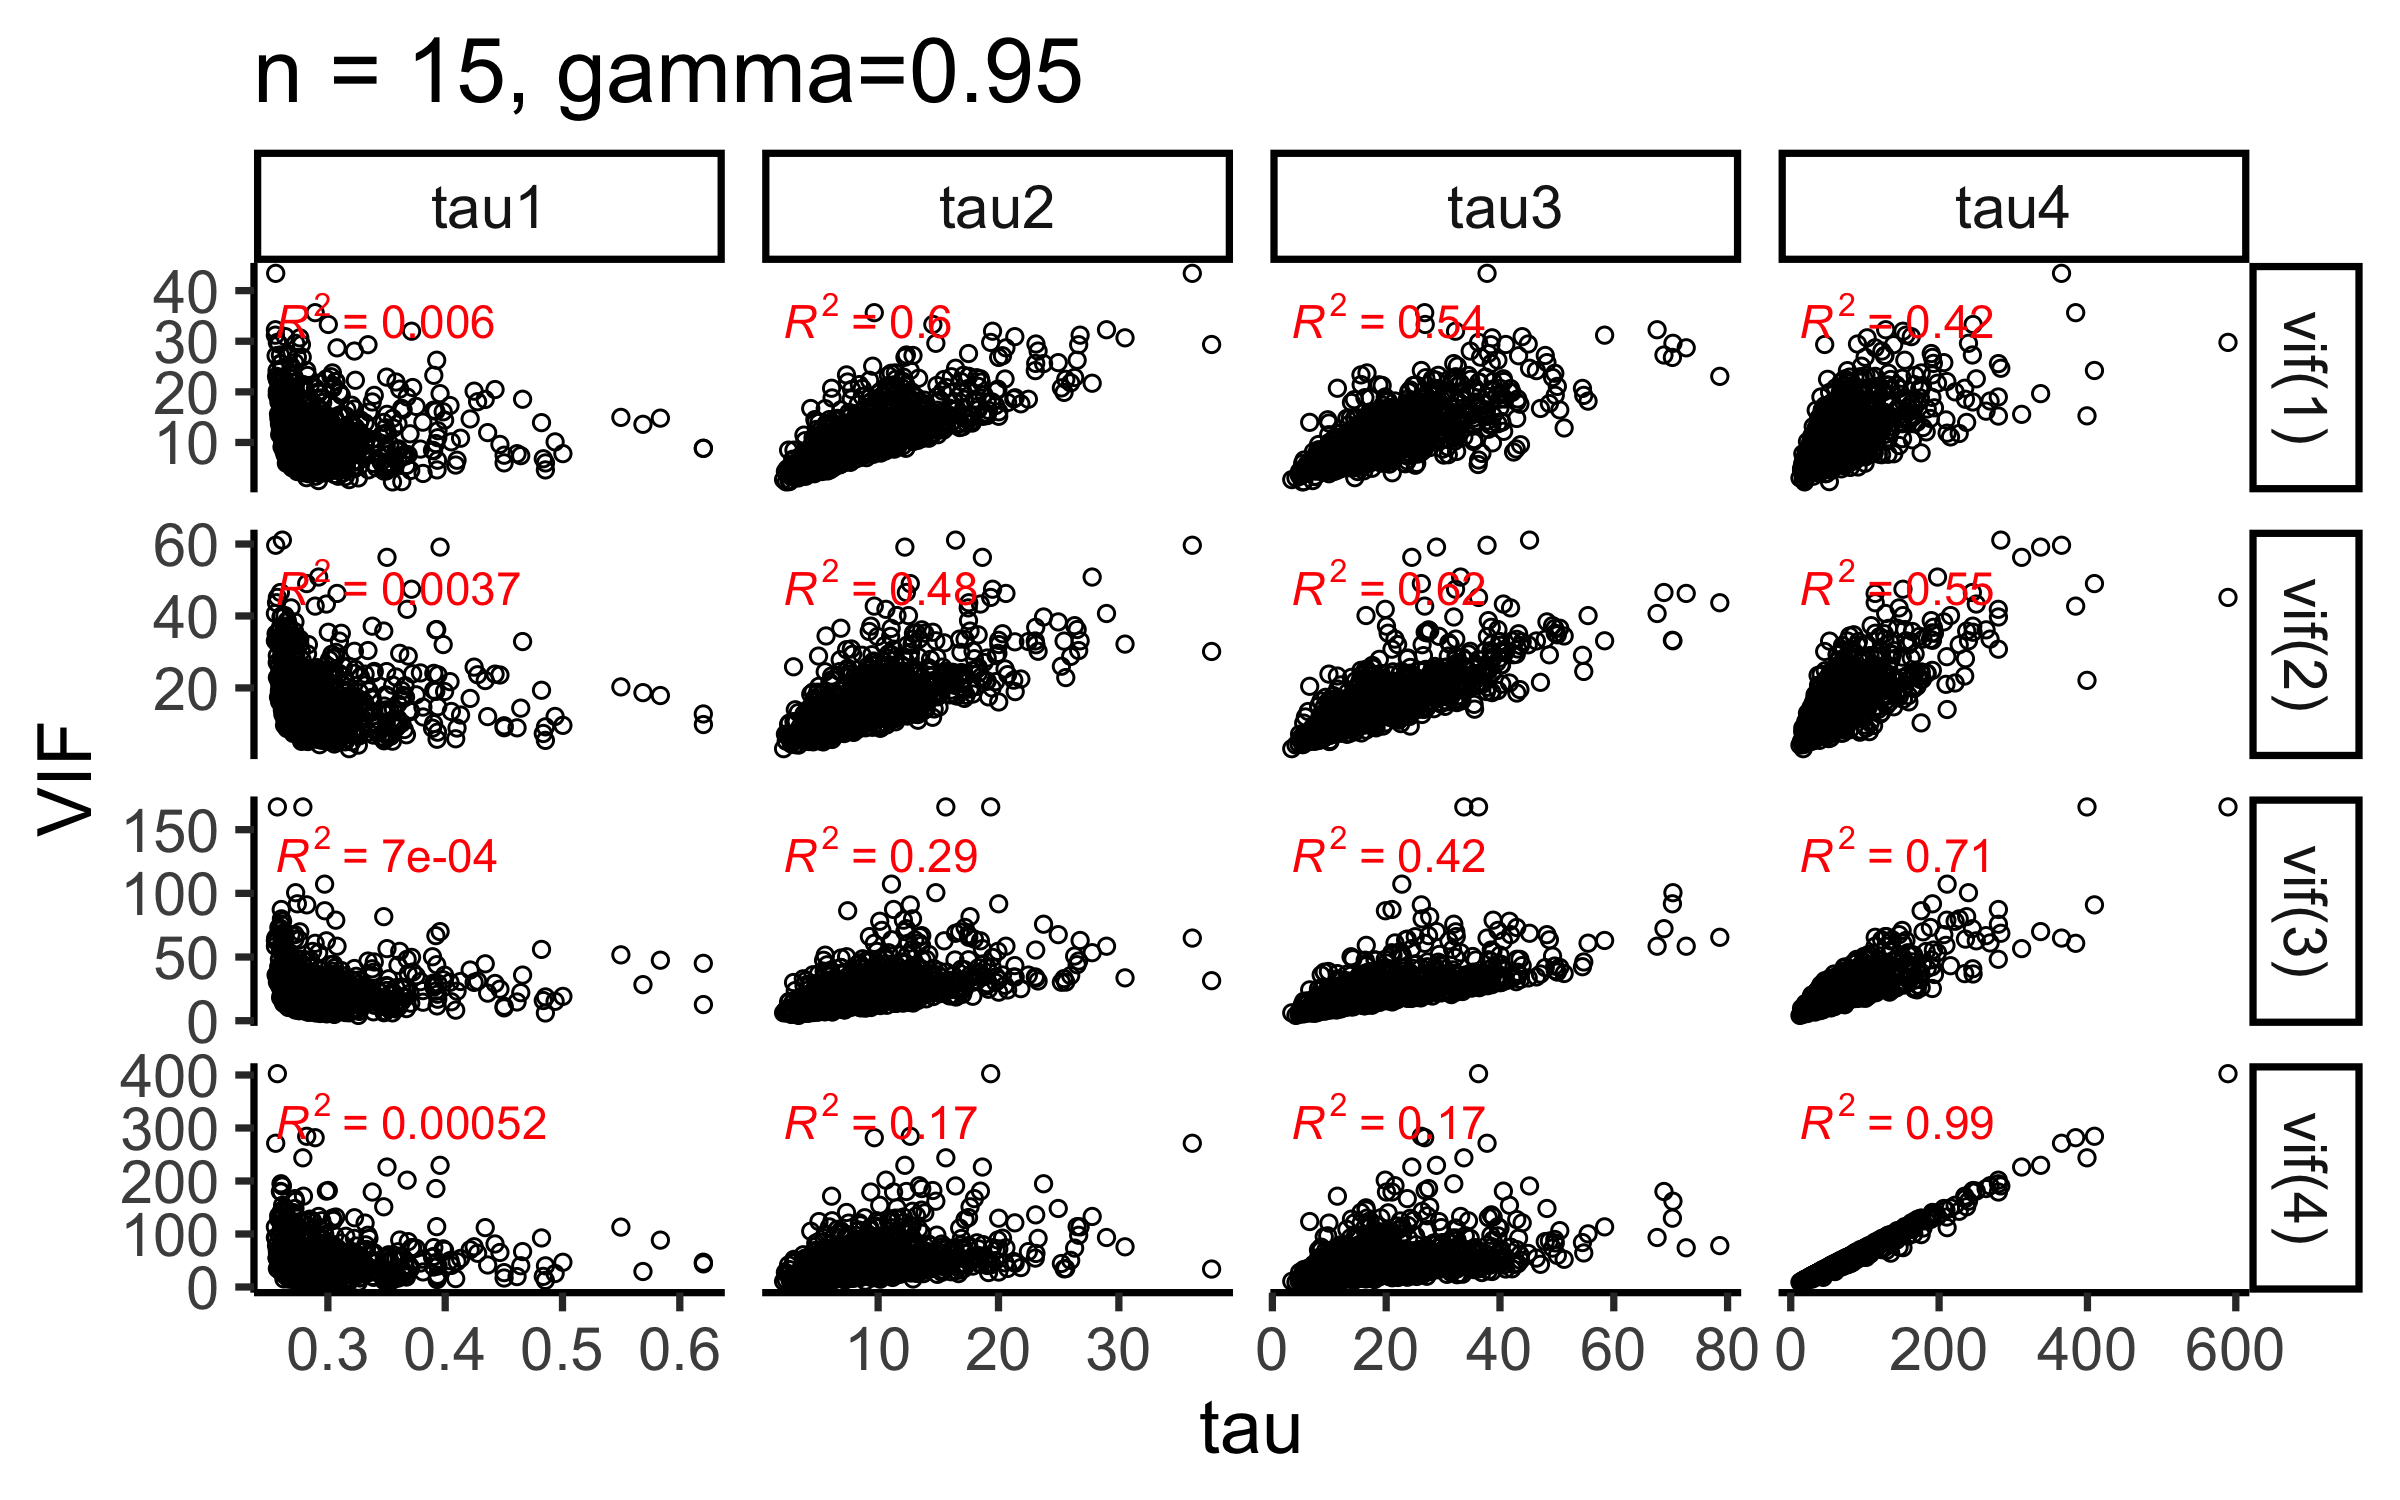 n = 15, gamma=0.95
tau1 tau2 tau3 tau4
40
30
20
10
R² = 0.006 R² = 0.6 R² = 0.54 R² = 0.42
vif(1)
60
40
20
R² = 0.0037 R² = 0.48 R² = 0.62 R² = 0.55
vif(2)
VIF
150
100
50
0
R² = 7e-04 R² = 0.29 R² = 0.42 R² = 0.71
vif(3)
400
300
200
100
0
R² = 0.00052 R² = 0.17 R² = 0.17 R² = 0.99
vif(4)
0.3 0.4 0.5 0.6 10 20 30 0 20 40 60 80 0 200 400 600
tau